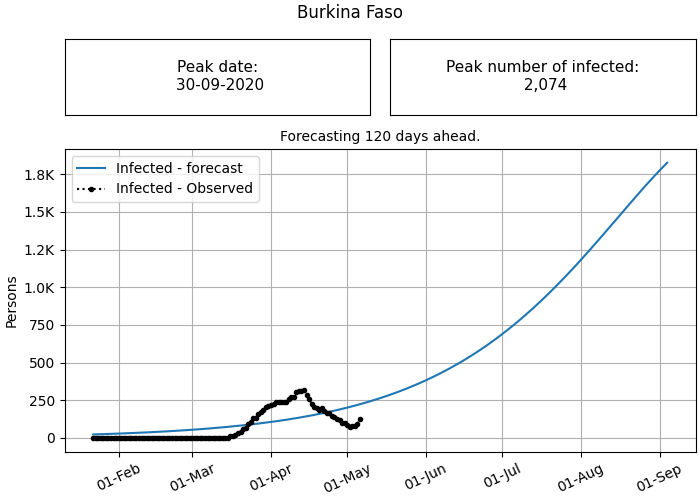 Burkina Faso
Peak date:
30-09-2020
Peak number of infected:
2,074
Forecasting 120 days ahead.
Infected - forecast
Infected - Observed
1.8K
1.5K
1.2K
1.0K
750
500
250
0
Persons
01-Feb
01-Mar
01-Apr
01-May
01-Jun
01-Jul
01-Aug
01-Sep